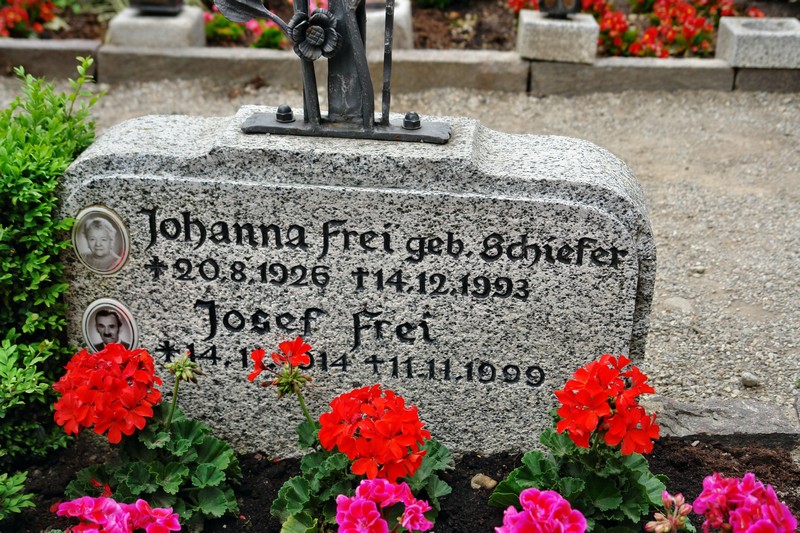 Johanna Frei geb. Schiefer
* 20.8.1926 †14.12.1993
Josef Frei
†11.11.1999